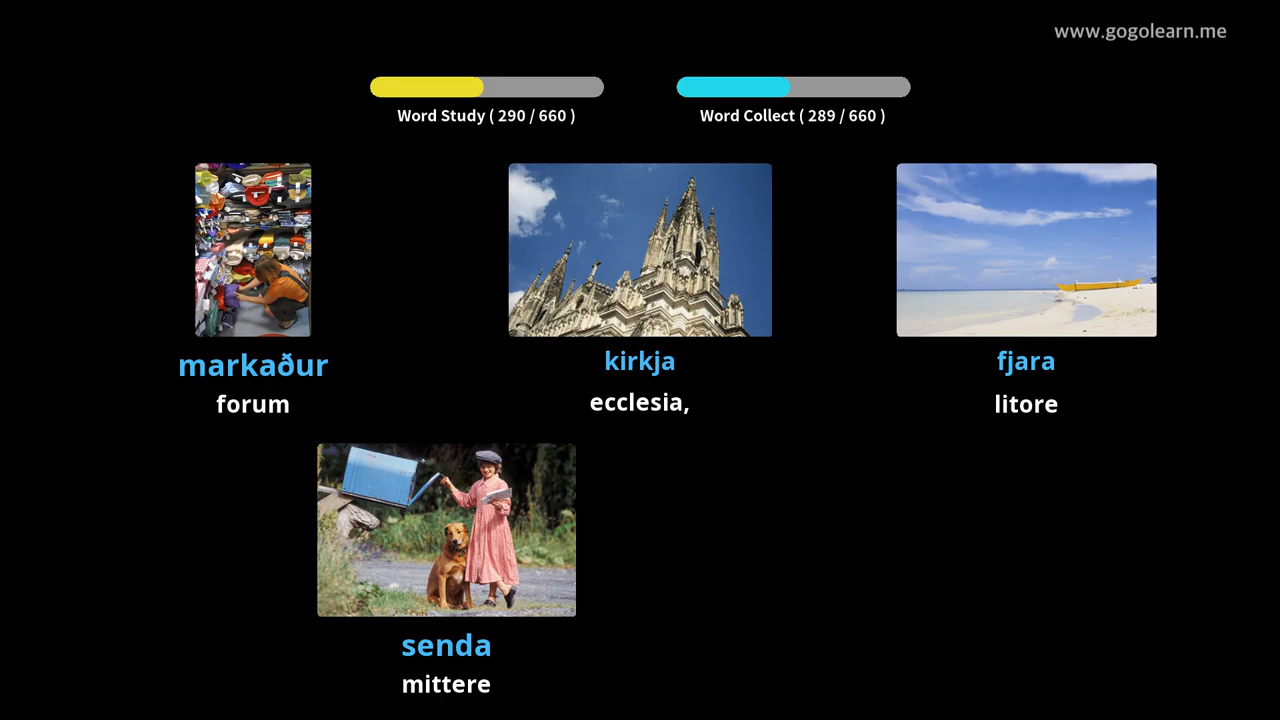 www.gogolearn.me
Word Study ( 290 / 660 )
Word Collect ( 289 / 660 )
markaður
forum
kirkja
ecclesia,
fjara
litore
senda
mittere